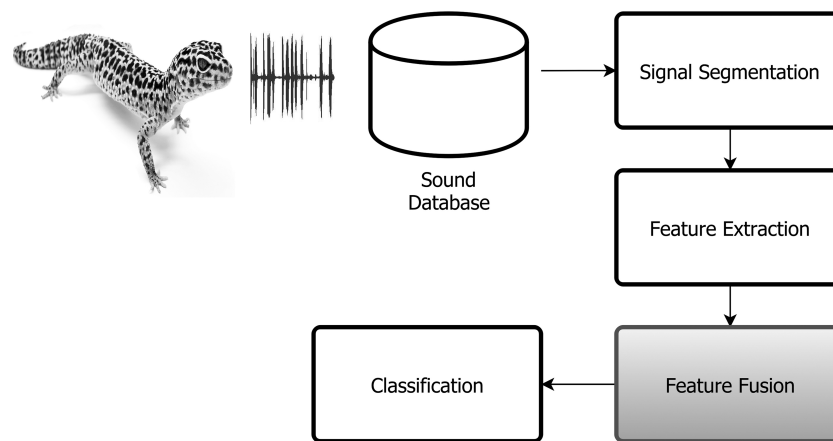 Sound
Database
Signal Segmentation
Feature Extraction
Feature Fusion
Classification